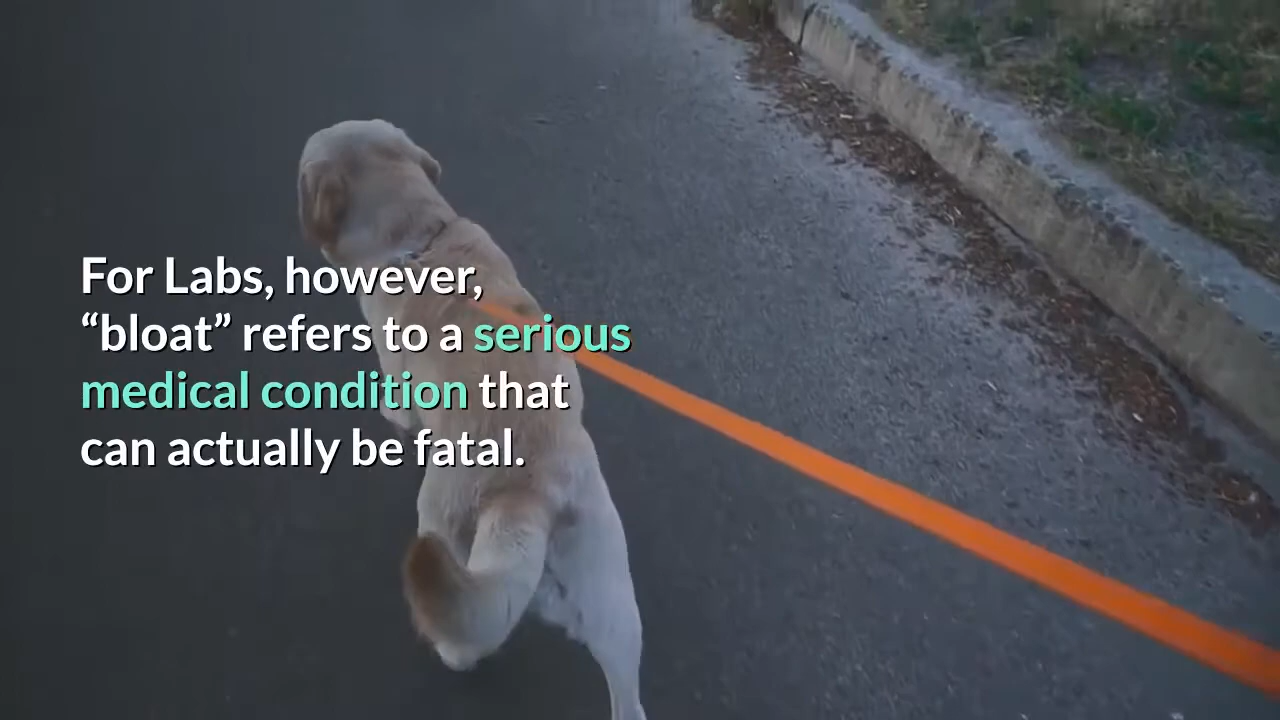 For Labs, however,
“bloat” refers to a serious
medical condition that
can actually be fatal.